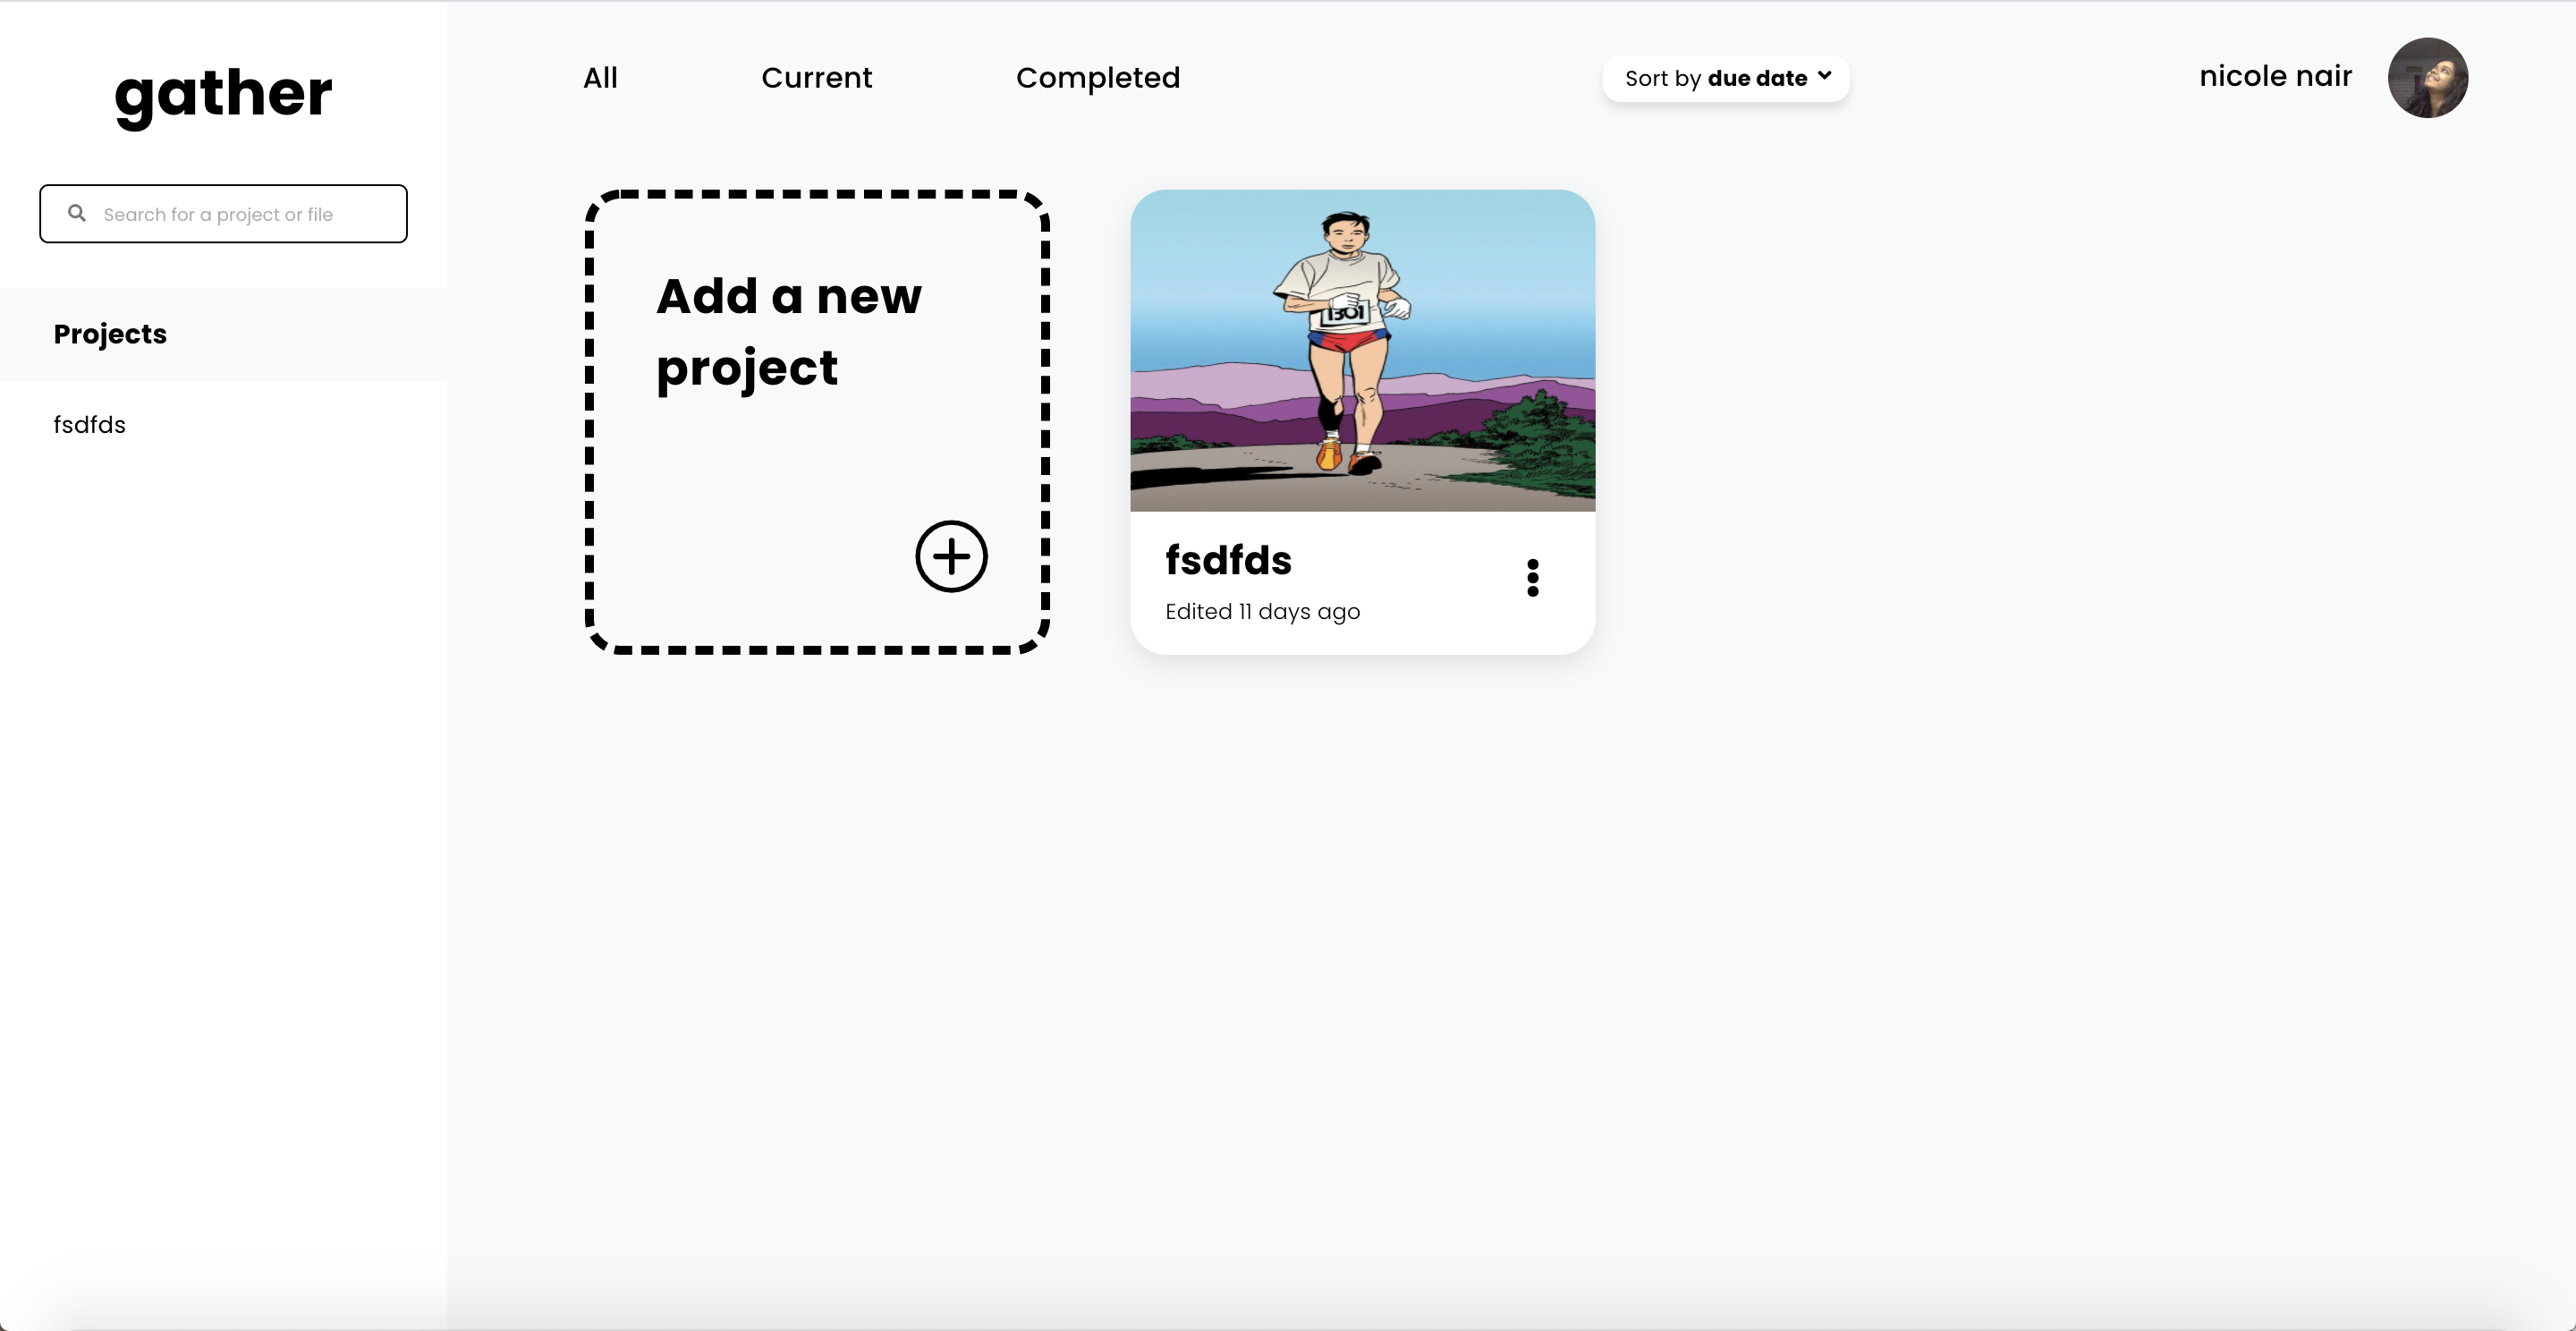 gather
Search for a project or file
Projects
fsdfds
All
Current
Completed
Sort by due date
nicole nair
Add a new
project
1301
fsdfds
Edited 11 days ago